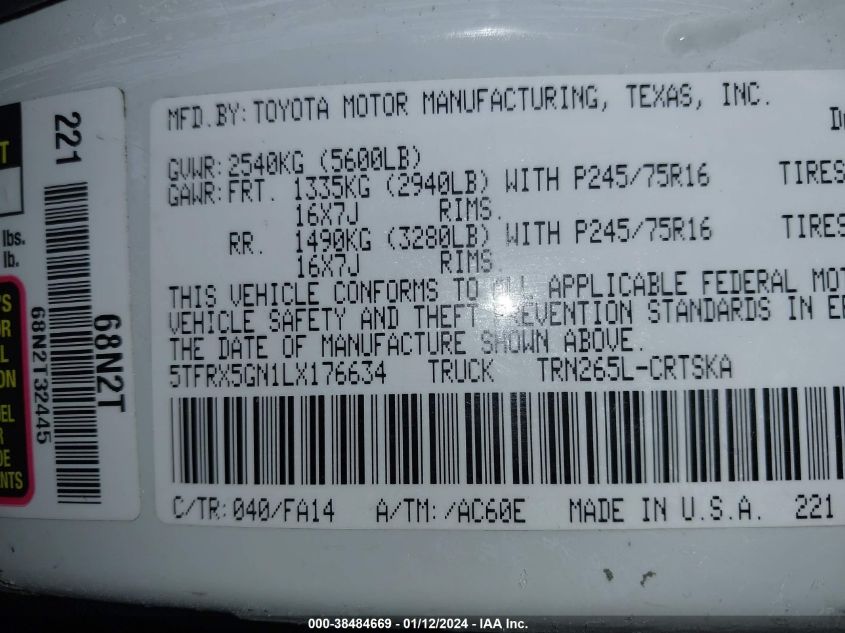 MFD.BY: TOYOTA MOTOR MANUFACTURING, TEXAS, INC.
GVWR: 2540KG (5600LB)
GAWR: FRT. 1335KG (2940LB) WITH P245/75R16 TIRES
16X7J RIMS.
RR. 1490KG (3280LB) WITH P245/75R16 TIRES
16X7J RIMS.
THIS VEHICLE CONFORMS TO ALL APPLICABLE FEDERAL MOT
VEHICLE SAFETY AND THEFT PREVENTION STANDARDS IN EF
THE DATE OF MANUFACTURE SHOWN ABOVE.
5TFRX5GN1LX176634 TRUCK TRN265L-CRTSKA
C/TR: 040/FA14 A/TM: /AC60E MADE IN U.S.A. 221
221
68N2T
68N2T32445
lbs.
lb.
000-38484669 - 01/12/2024 - IAA Inc.